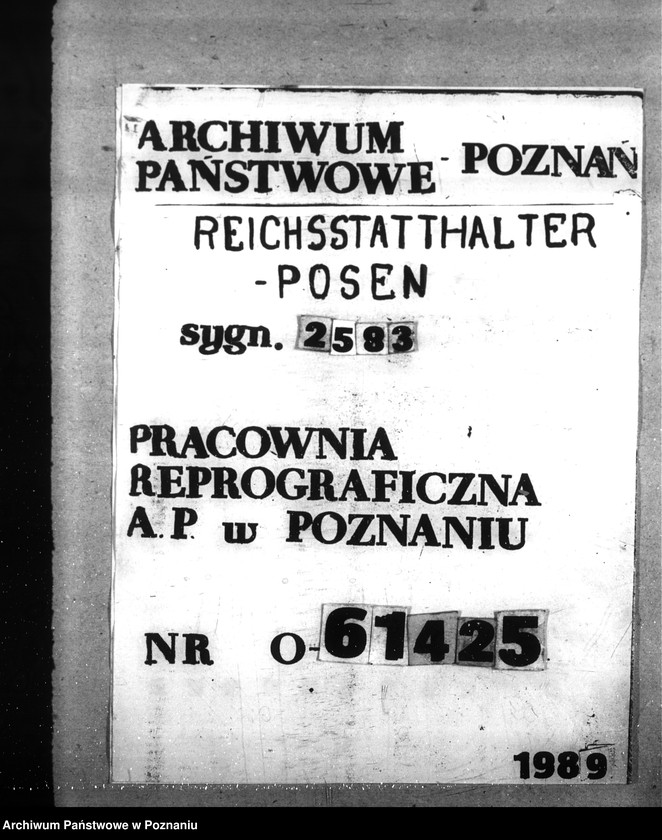 ARCHIWUM
PAŃSTWOWE - POZNAŃ
REICHSSTATTHALTER
-POSEN
sygn. 2583
PRACOWNIA
REPROGRAFICZNA
A.P. w POZNANIU
NR O-61425
1989
Archiwum Państwowe w Poznaniu